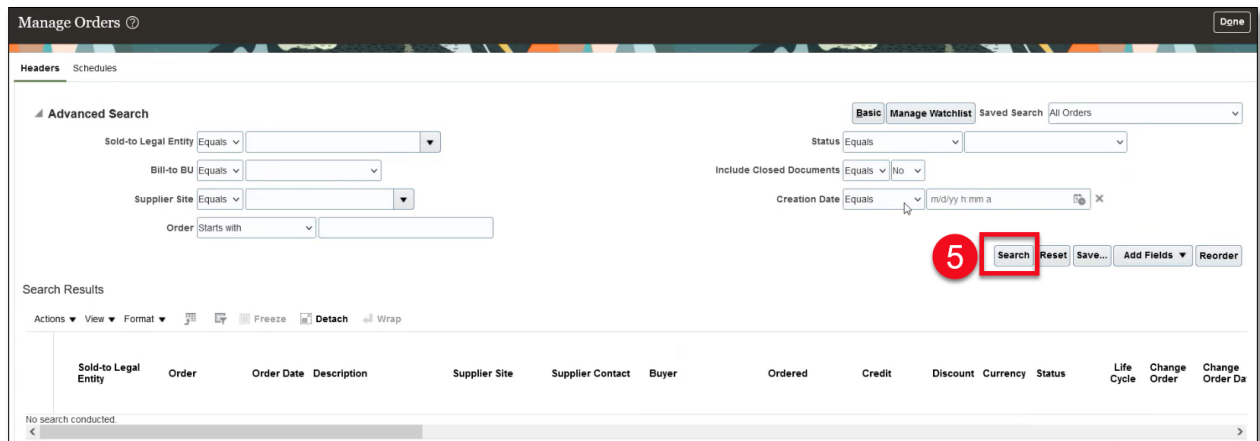 Manage Orders
Done
Headers Schedules
Advanced Search
Basic Manage Watchlist Saved Search All Orders
Sold-to Legal Entity Equals
Status Equals
Bill-to BU Equals
Include Closed Documents Equals No
Supplier Site Equals
Creation Date Equals m/d/yy h:mm a
Order Starts with
5 Search Reset Save... Add Fields Reorder
Search Results
Actions View Format Freeze Detach Wrap
Sold-to Legal Entity Order Order Date Description Supplier Site Supplier Contact Buyer Ordered Credit Discount Currency Status Life Cycle Change Order Change Order Da
No search conducted.